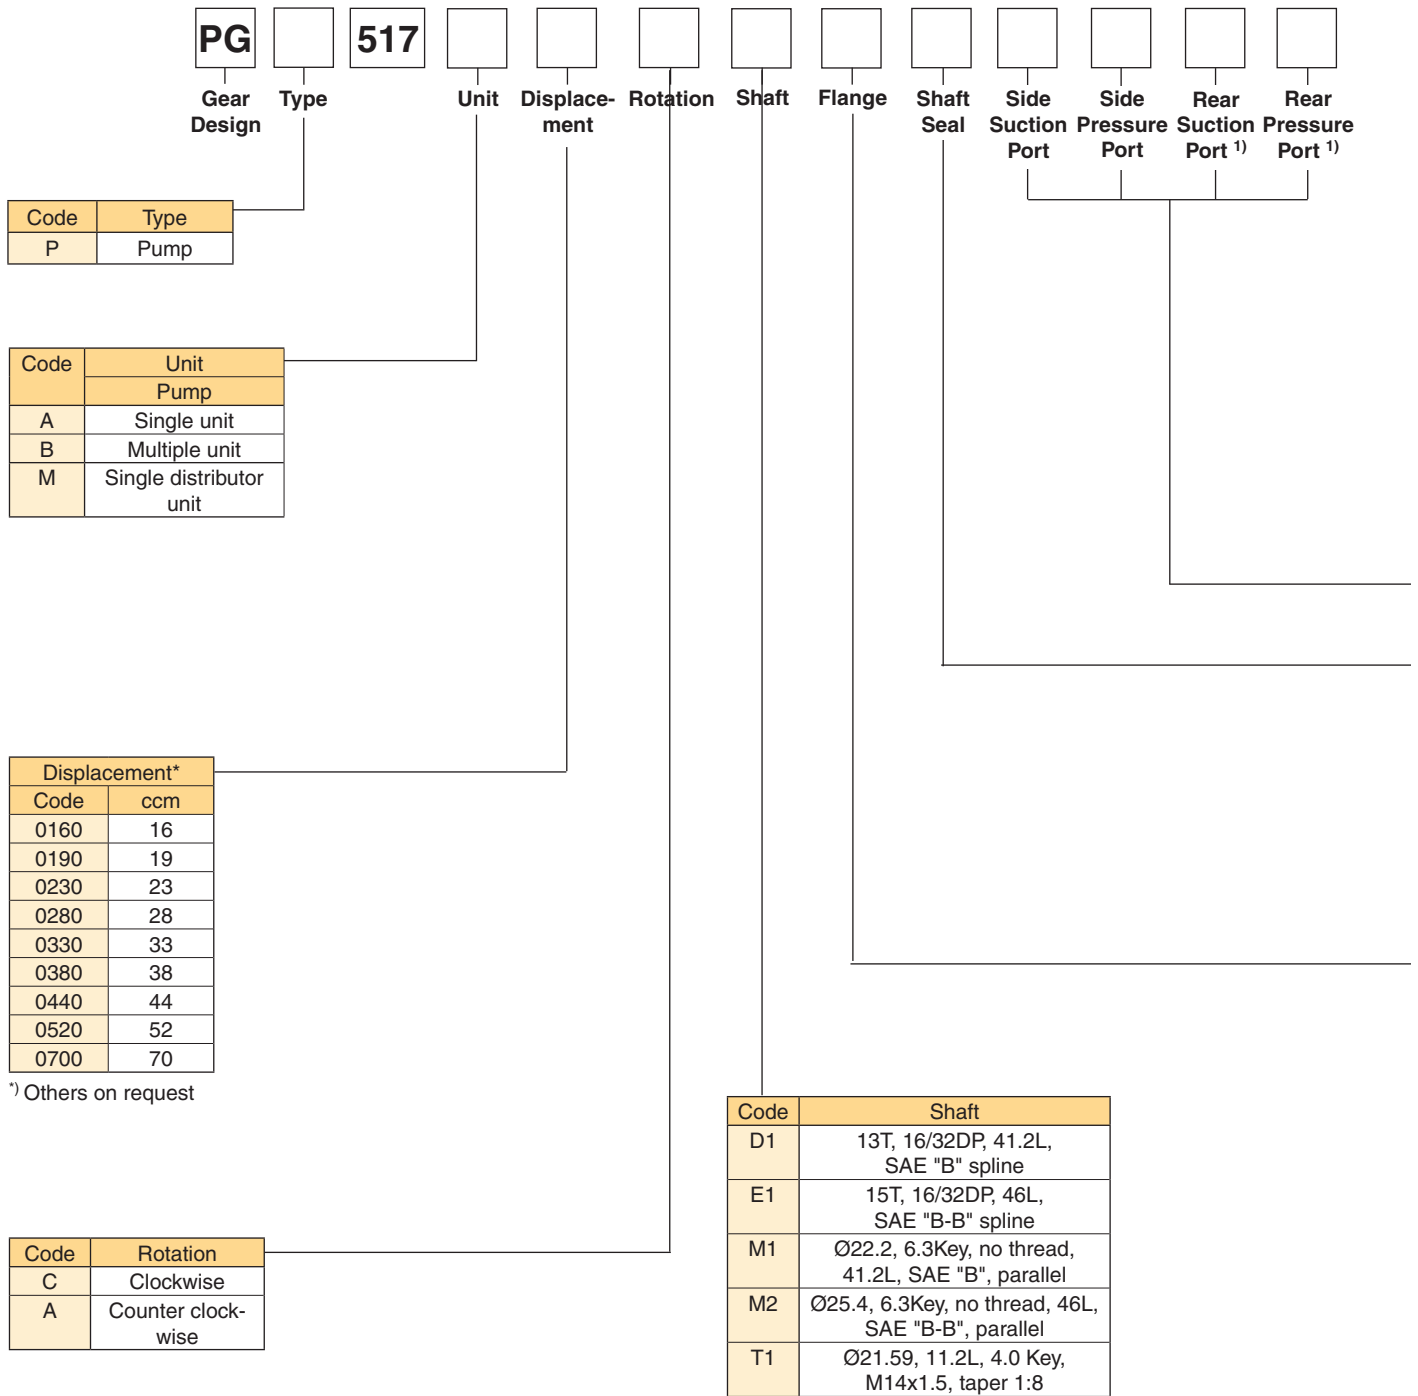 PG 517
Gear Design
Type
Unit
Displace-
ment
Rotation
Shaft
Flange
Shaft
Seal
Side
Suction
Port
Side
Pressure
Port
Rear
Suction
Port 1)
Rear
Pressure
Port 1)
Code Type
P Pump
Code Unit
Pump
A Single unit
B Multiple unit
M Single distributor
unit
Displacement*
Code ccm
0160 16
0190 19
0230 23
0280 28
0330 33
0380 38
0440 44
0520 52
0700 70
*) Others on request
Code Rotation
C Clockwise
A Counter clock-
wise
Code Shaft
D1 13T, 16/32DP, 41.2L,
SAE "B" spline
E1 15T, 16/32DP, 46L,
SAE "B-B" spline
M1 Ø22.2, 6.3Key, no thread,
41.2L, SAE "B", parallel
M2 Ø25.4, 6.3Key, no thread, 46L,
SAE "B-B", parallel
T1 Ø21.59, 11.2L, 4.0 Key,
M14x1.5, taper 1:8